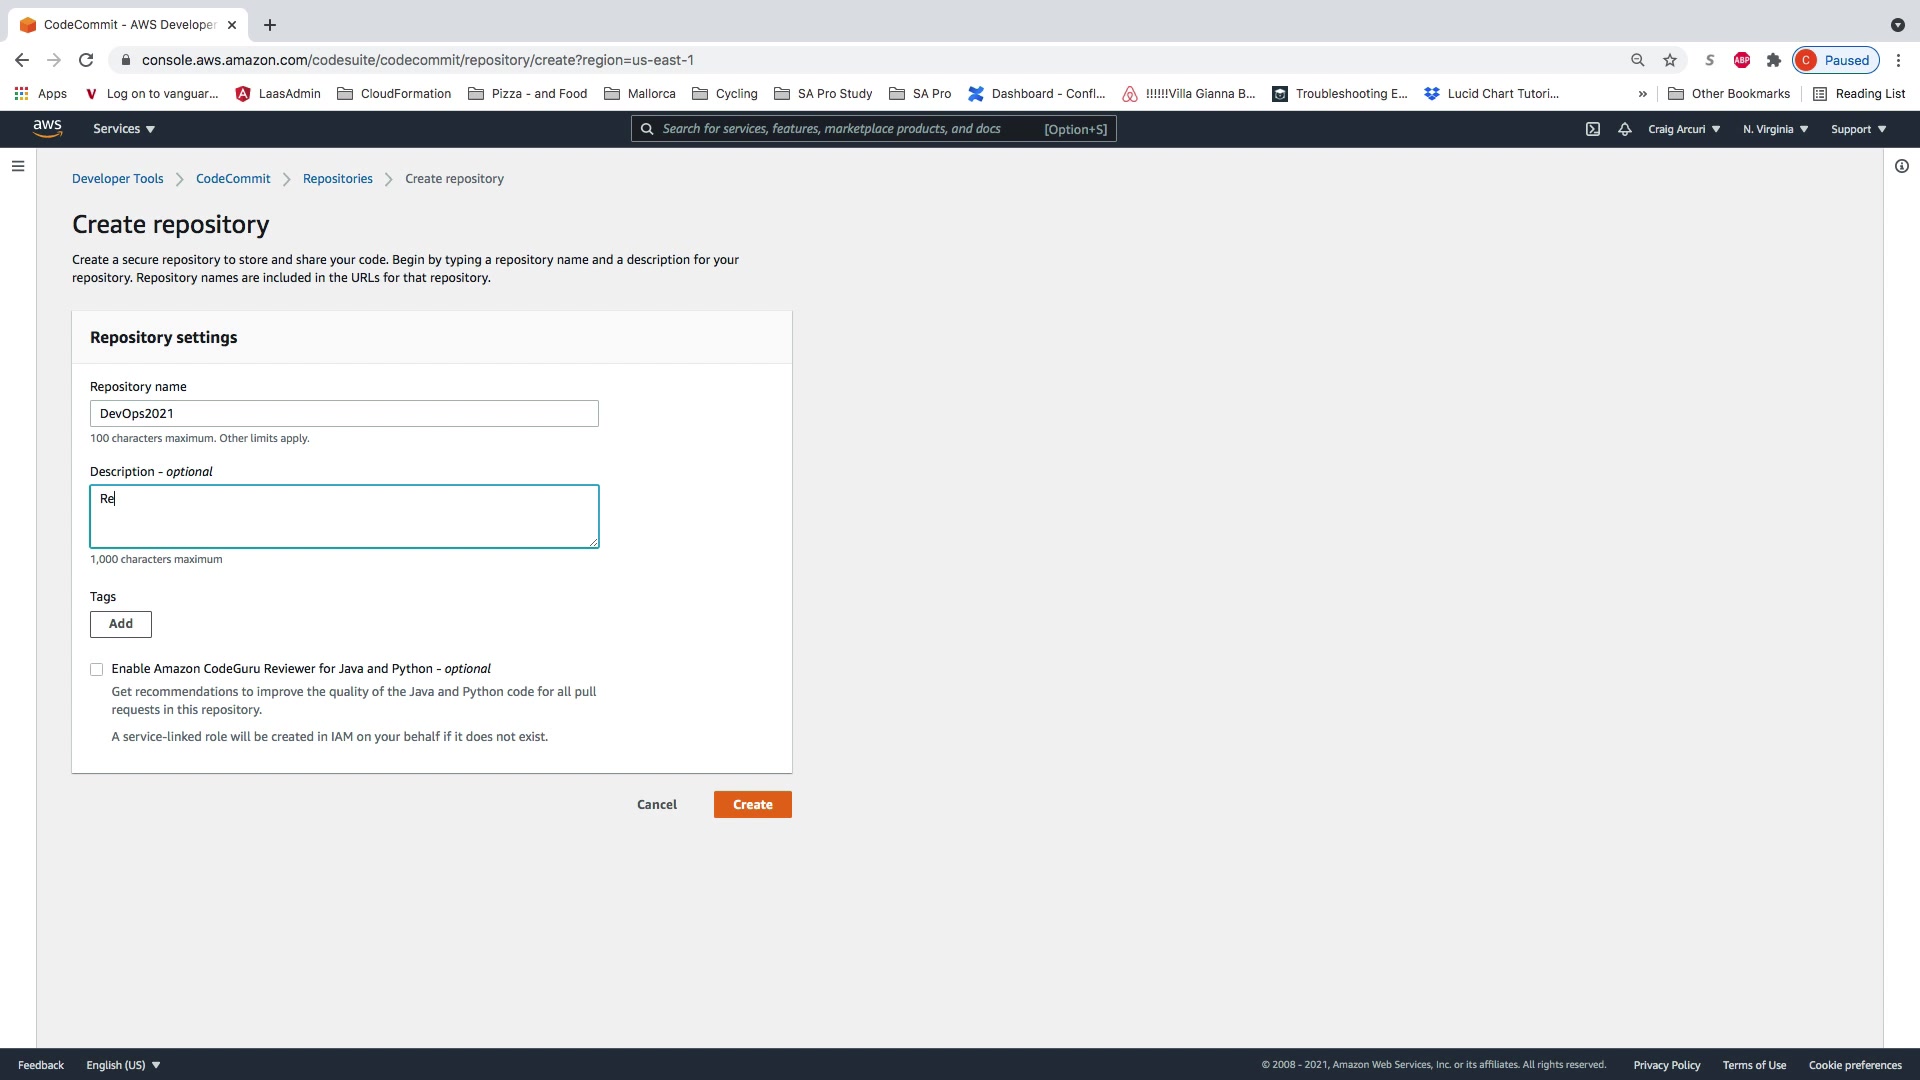 CodeCommit - AWS Developer
console.aws.amazon.com/codesuite/codecommit/repository/create?region=us-east-1
S
ABP
C
Paused
Apps
Log on to vanguar...
LaasAdmin
CloudFormation
Pizza - and Food
Mallorca
Cycling
SA Pro Study
SA Pro
Dashboard - Confl...
!!!!!!Villa Gianna B...
Troubleshooting E...
Lucid Chart Tutori...
»
Other Bookmarks
Reading List
aws
Services
Search for services, features, marketplace products, and docs
[Option+S]
Craig Arcuri
N. Virginia
Support
Developer Tools
CodeCommit
Repositories
Create repository
Create repository
Create a secure repository to store and share your code. Begin by typing a repository name and a description for your
repository. Repository names are included in the URLs for that repository.
Repository settings
Repository name
DevOps2021
100 characters maximum. Other limits apply.
Description - optional
Re
1,000 characters maximum
Tags
Add
Enable Amazon CodeGuru Reviewer for Java and Python - optional
Get recommendations to improve the quality of the Java and Python code for all pull
requests in this repository.
A service-linked role will be created in IAM on your behalf if it does not exist.
Cancel
Create
Feedback
English (US)
© 2008 - 2021, Amazon Web Services, Inc. or its affiliates. All rights reserved.
Privacy Policy
Terms of Use
Cookie preferences